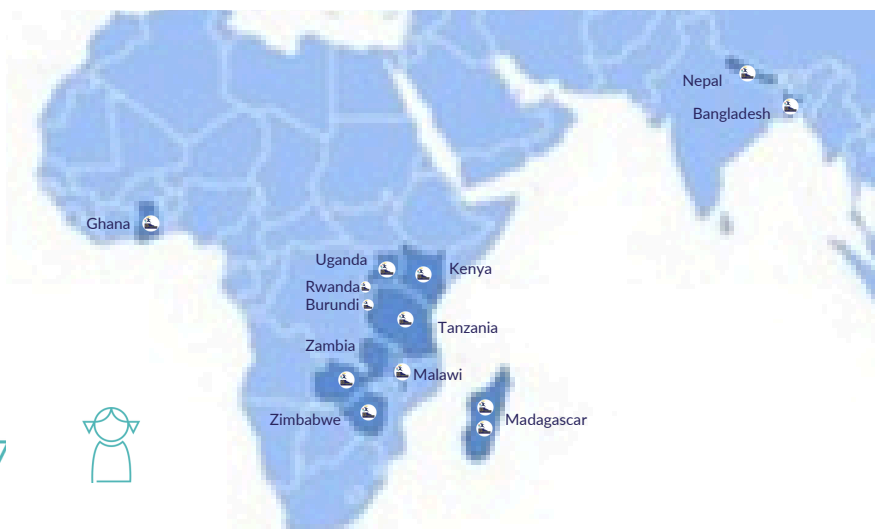 Nepal
Bangladesh
Ghana
Uganda
Kenya
Rwanda
Burundi
Tanzania
Zambia
Malawi
Zimbabwe
Madagascar